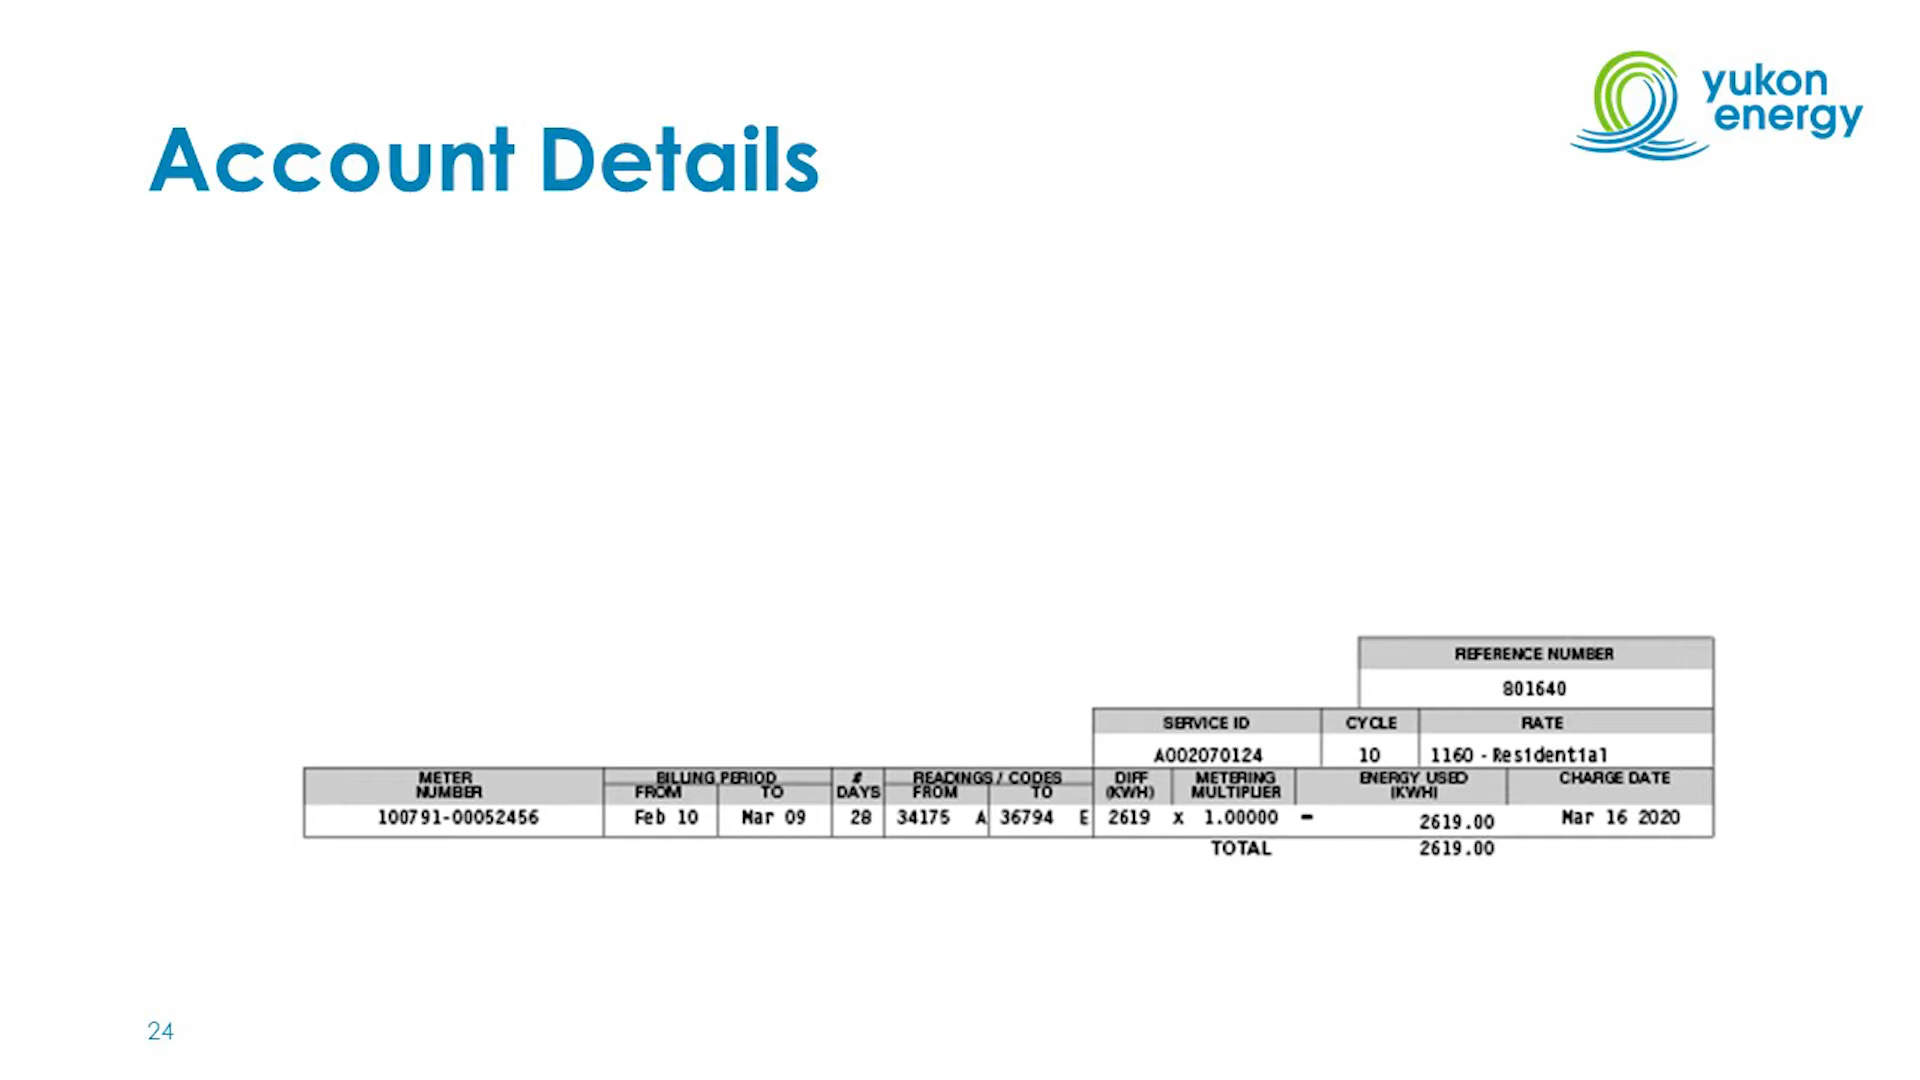 yukon
energy
Account Details
REFERENCE NUMBER
801640
SERVICE ID CYCLE RATE
A002070124 10 1160 - Residential
METER NUMBER BILLING PERIOD FROM TO # DAYS READINGS / CODES FROM TO DIFF (KWH) METERING MULTIPLIER ENERGY USED (KWH) CHARGE DATE
100791-00052456 Feb 10 Mar 09 28 34175 A 36794 E 2619 x 1.00000 = 2619.00 Mar 16 2020
TOTAL 2619.00
24